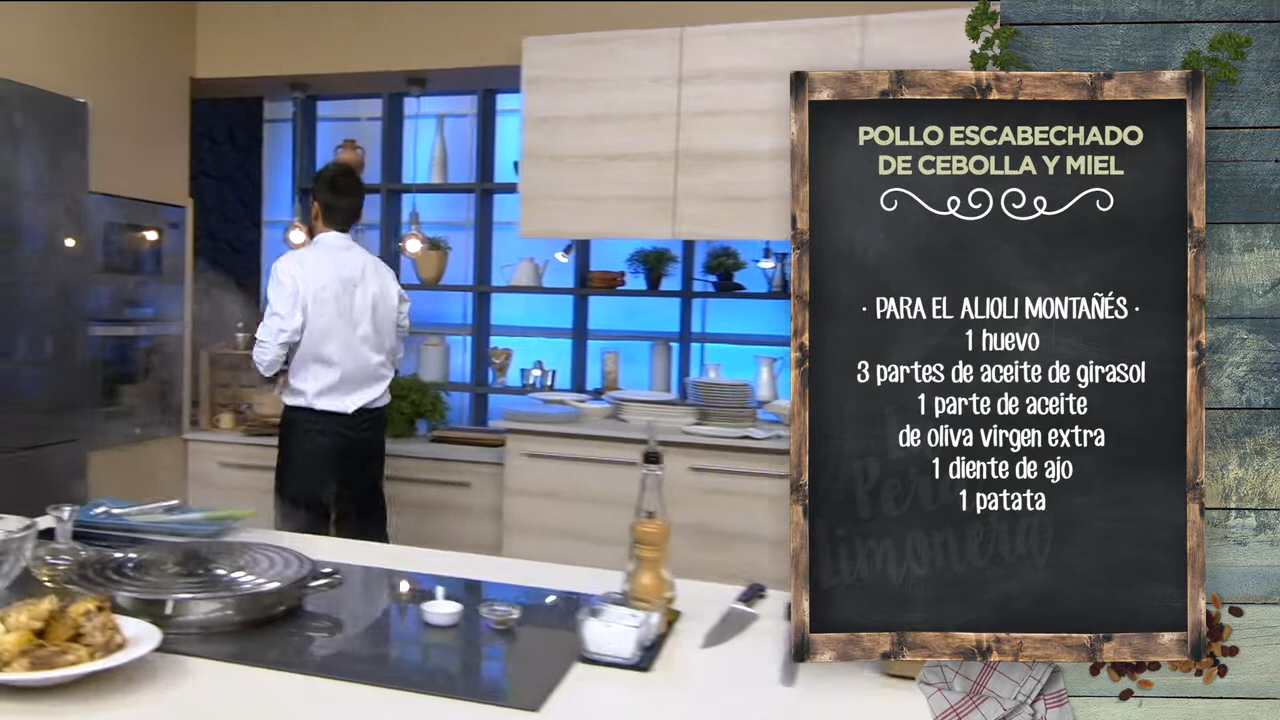 POLLO ESCABECHADO
DE CEBOLLA Y MIEL
· PARA EL ALIOLI MONTAÑÉS ·
1 huevo
3 partes de aceite de girasol
1 parte de aceite
de oliva virgen extra
1 diente de ajo
1 patata
limonera